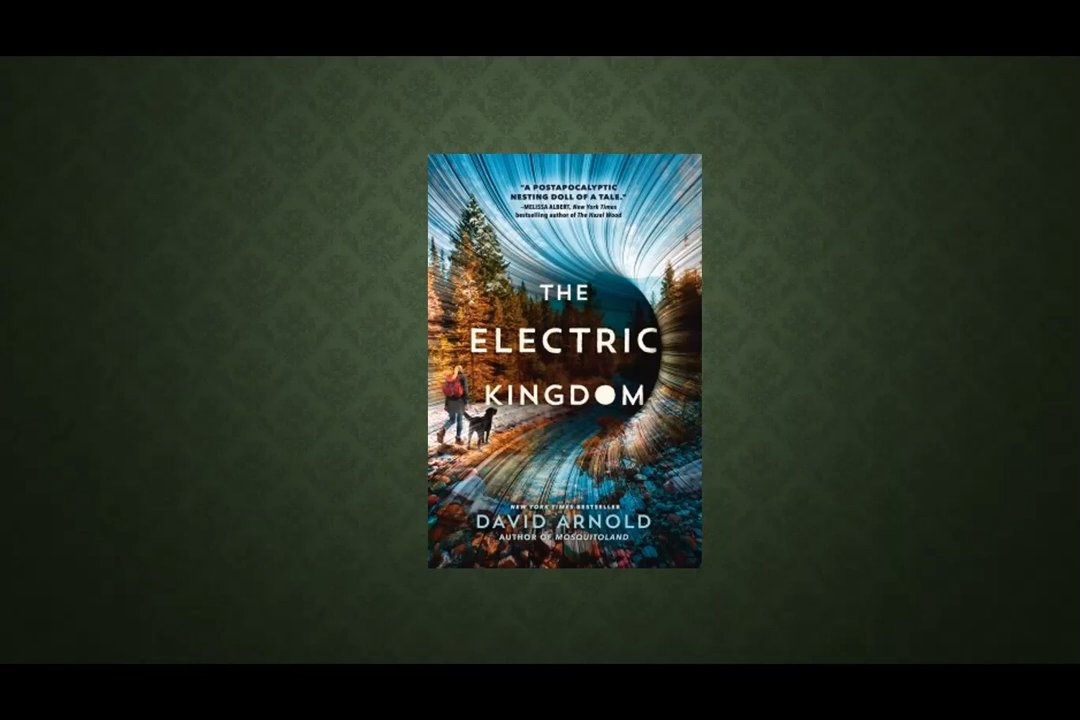 "A POSTAPOCALYPTIC
NESTING DOLL OF A TALE."
–MELISSA ALBERT, New York Times
bestselling author of The Hazel Wood
THE
ELECTRIC
KINGDOM
NEW YORK TIMES BESTSELLER
DAVID ARNOLD
AUTHOR OF MOSQUITOLAND